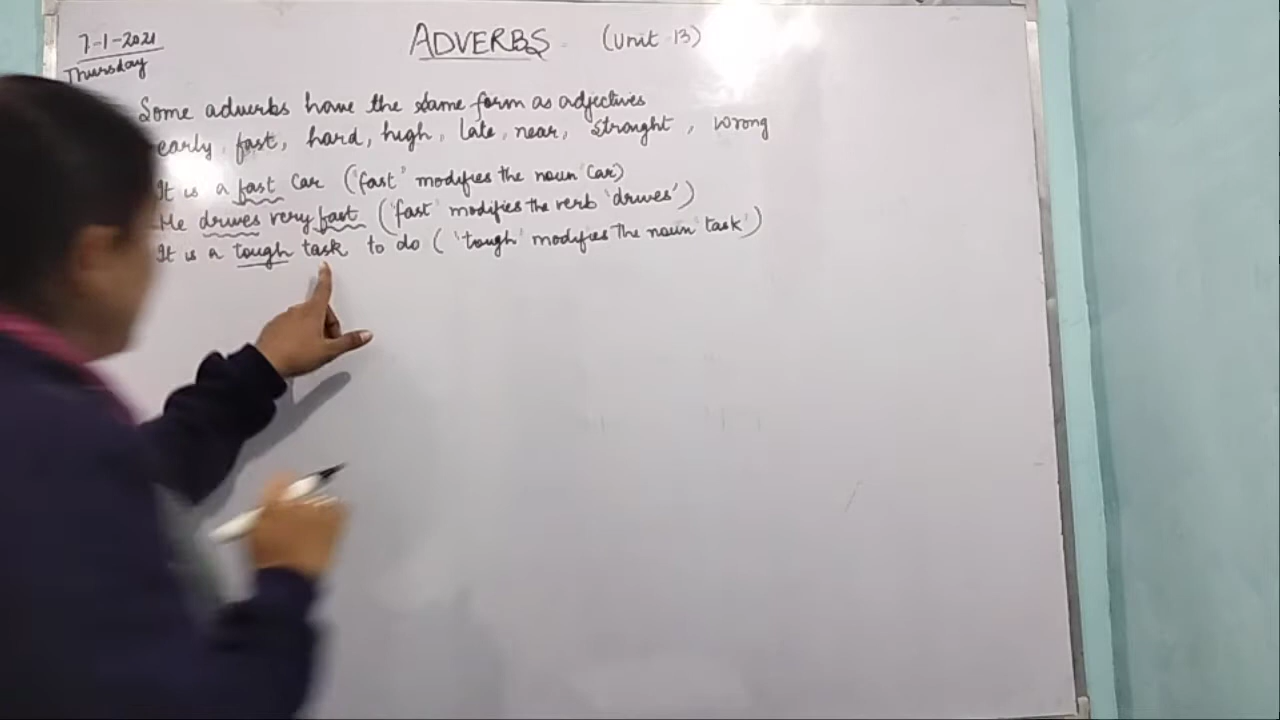 7-1-2021
Thursday
ADVERBS (Unit 13)
Some adverbs have the same form as adjectives
early, fast, hard, high, late, near, straight, wrong
It is a fast car ('fast' modifies the noun 'car)
He drives very fast ('fast' modifies the verb 'drives')
It is a tough task to do ('tough' modifies the noun 'task')